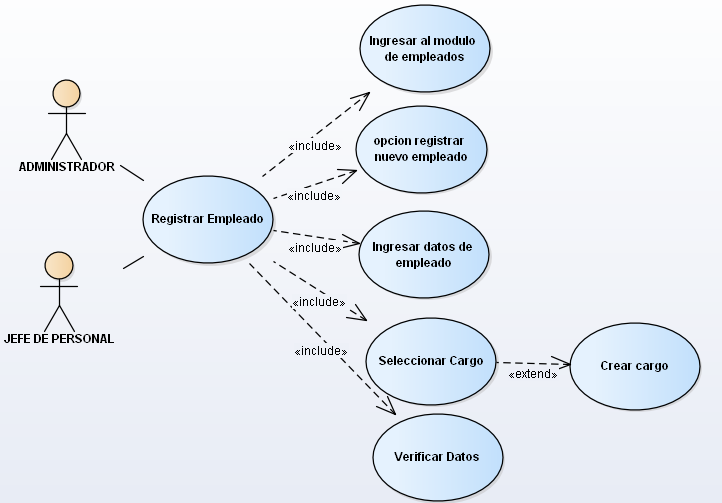 Ingresar al modulo
de empleados
ADMINISTRADOR
«include»
opcion registrar
nuevo empleado
«include»
Registrar Empleado
«include»
Ingresar datos de
empleado
JEFE DE PERSONAL
«include»
«include»
Seleccionar Cargo
«extend»
Crear cargo
Verificar Datos